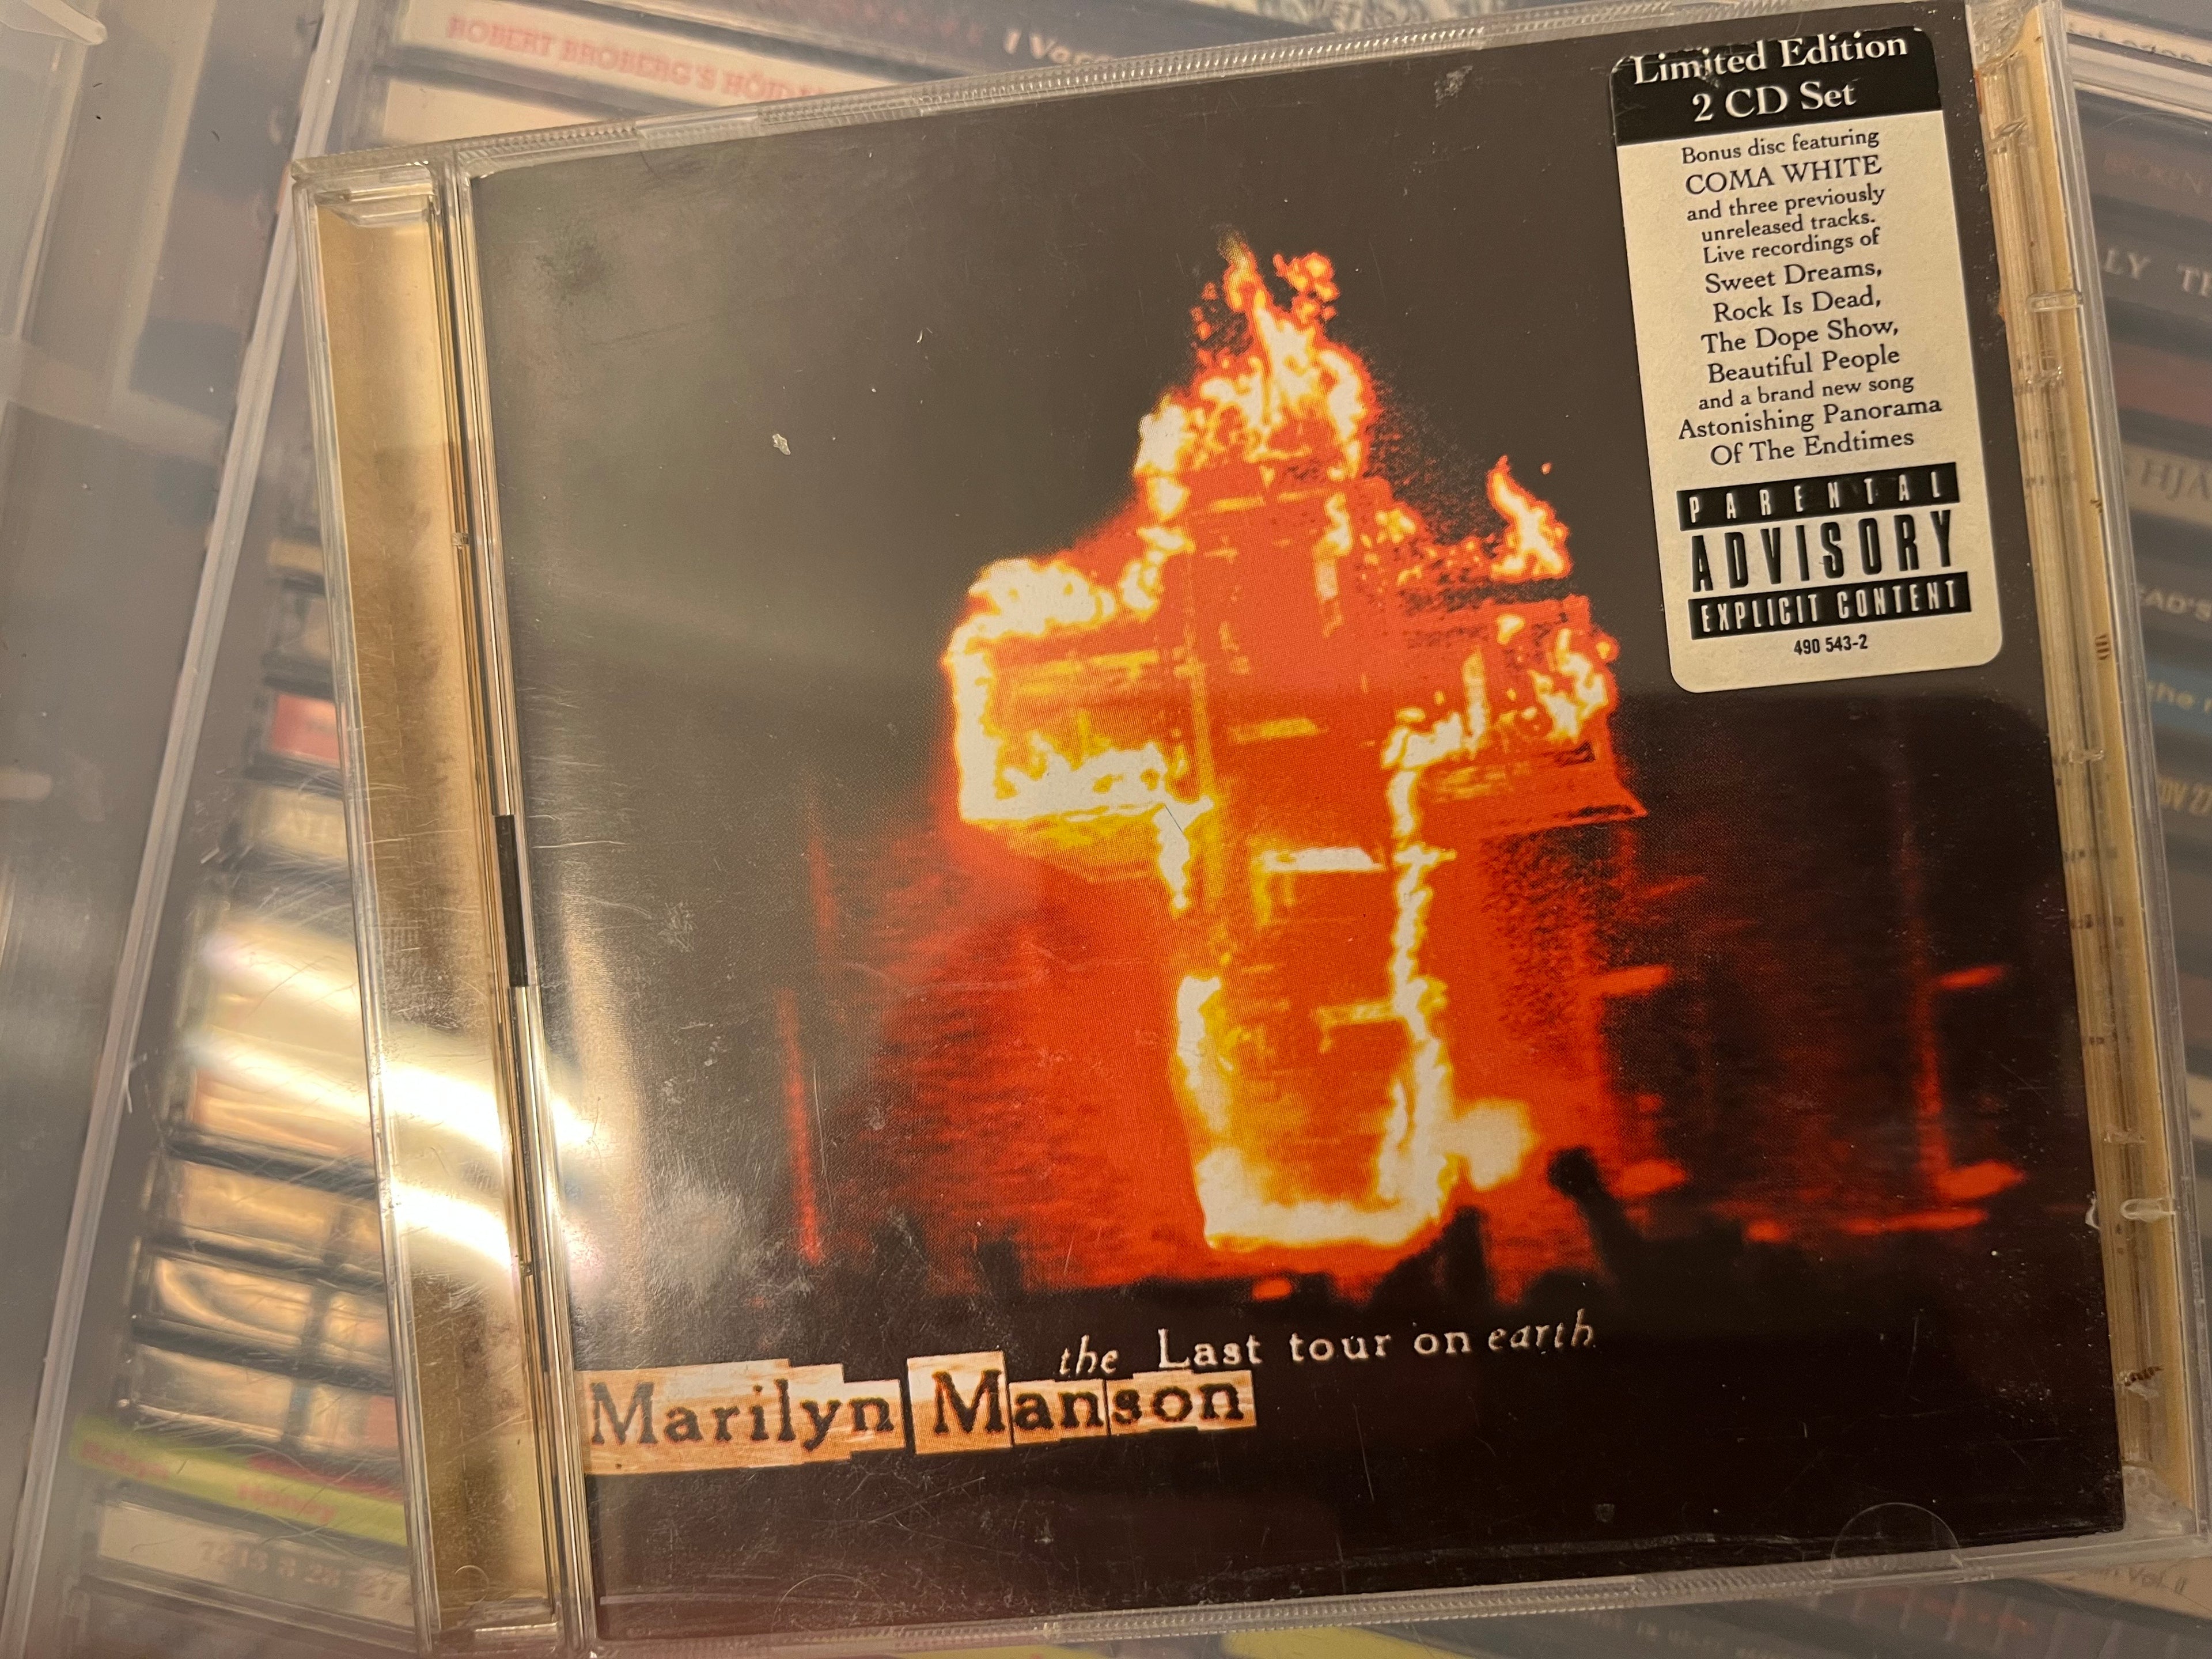 ROBERT BROBERG'S
Limited Edition
2 CD Set
Bonus disc featuring
COMA WHITE
and three previously
unreleased tracks.
Live recordings of
Sweet Dreams,
Rock Is Dead,
The Dope Show,
Beautiful People
and a brand new song
Astonishing Panorama
Of The Endtimes
PARENTAL
ADVISORY
EXPLICIT CONTENT
490 543-2
the Last tour on earth
Marilyn Manson